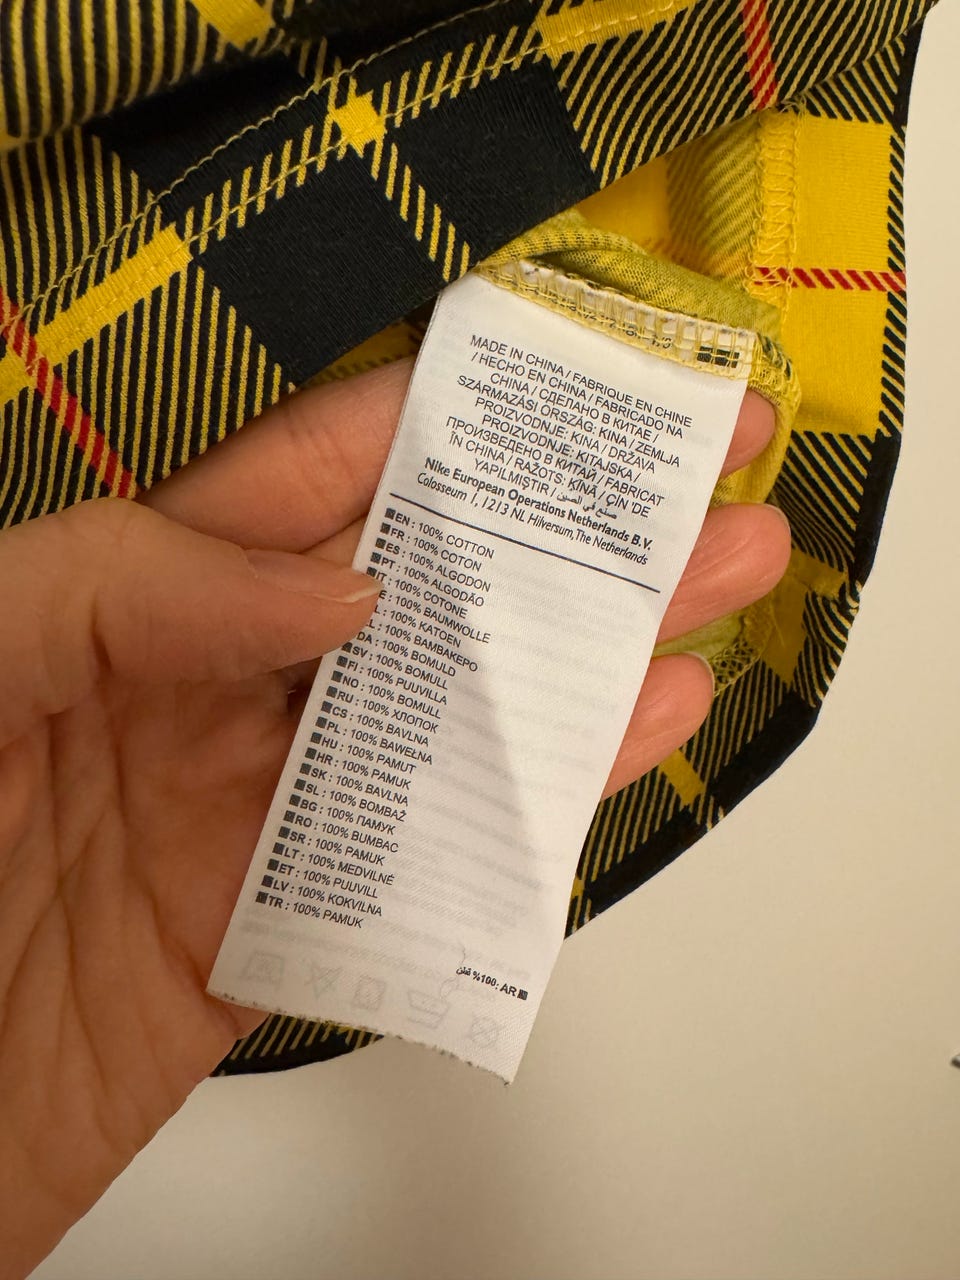 MADE IN CHINA / FABRIQUE EN CHINE
/ HECHO EN CHINA / FABRICADO NA
CHINA / СДЕЛАНО В КИТАЕ /
SZÁRMAZÁSI ORSZÁG: KÍNA / ZEMLJA
PROIZVODNJE: KINA / DRŽAVA
PROIZVODNJE: KITAJSKA /
ПРОИЗВЕДЕНО В КИТАЙ / FABRICAT
ÎN CHINA / RAŽOTS: ĶĪNA / ÇİN 'DE
YAPILMIŞTIR / صنع في الصين
Nike European Operations Netherlands B.V.
Colosseum 1, 1213 NL Hilversum, The Netherlands
EN : 100% COTTON
FR : 100% COTON
ES : 100% ALGODON
PT : 100% ALGODÃO
IT : 100% COTONE
E : 100% BAUMWOLLE
L : 100% KATOEN
EL : 100% ΒΑΜΒΑΚΕΡΟ
DA : 100% BOMULD
SV : 100% BOMULL
FI : 100% PUUVILLA
NO : 100% BOMULL
RU : 100% ХЛОПОК
CS : 100% BAVLNA
PL : 100% BAWEŁNA
HU : 100% PAMUT
HR : 100% PAMUK
SK : 100% BAVLNA
SL : 100% BOMBAŽ
BG : 100% ПАМУК
RO : 100% BUMBAC
SR : 100% PAMUK
LT : 100% MEDVILNĖ
ET : 100% PUUVILL
LV : 100% KOKVILNA
TR : 100% PAMUK
AR :100% قطن